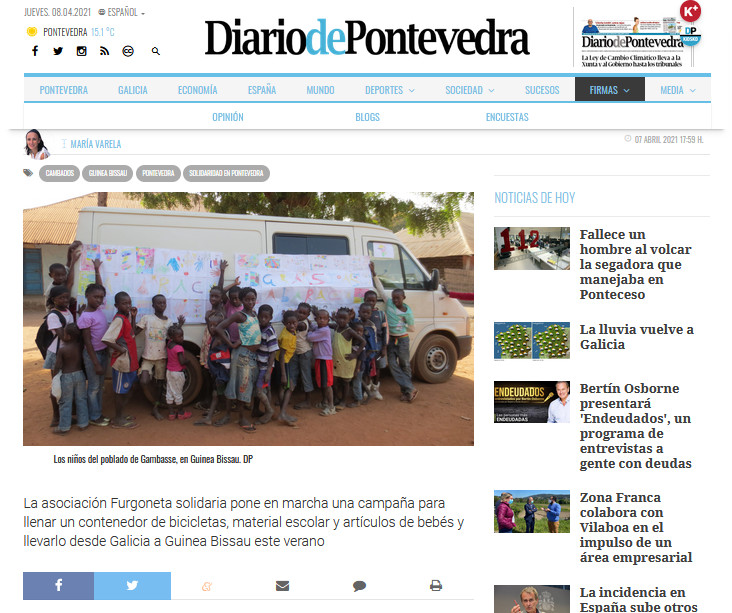 JUEVES. 08.04.2021
ESPAÑOL
PONTEVEDRA 15.1 °C
DiariodePontevedra
K+
DiariodePontevedra
DP
La Ley de Cambio Climático lleva a la
Xunta y al Gobierno hasta los tribunales
PONTEVEDRA GALICIA ECONOMÍA ESPAÑA MUNDO DEPORTES SOCIEDAD SUCESOS FIRMAS MEDIA
OPINIÓN BLOGS ENCUESTAS
MARÍA VARELA
07 ABRIL 2021 17:59 H.
CAMBADOS GUINEA BISSAU PONTEVEDRA SOLIDARIDAD EN PONTEVEDRA
GRACIAS
Los niños del poblado de Gambasse, en Guinea Bissau. DP
La asociación Furgoneta solidaria pone en marcha una campaña para
llenar un contenedor de bicicletas, material escolar y artículos de bebés y
llevarlo desde Galicia a Guinea Bissau este verano
NOTICIAS DE HOY
112
Fallece un
hombre al volcar
la segadora que
manejaba en
Ponteceso
La lluvia vuelve a
Galicia
ENDEUDADOS
Bertín Osborne
presentará
'Endeudados', un
programa de
entrevistas a
gente con deudas
Zona Franca
colabora con
Vilaboa en el
impulso de un
área empresarial
La incidencia en
España sube otros